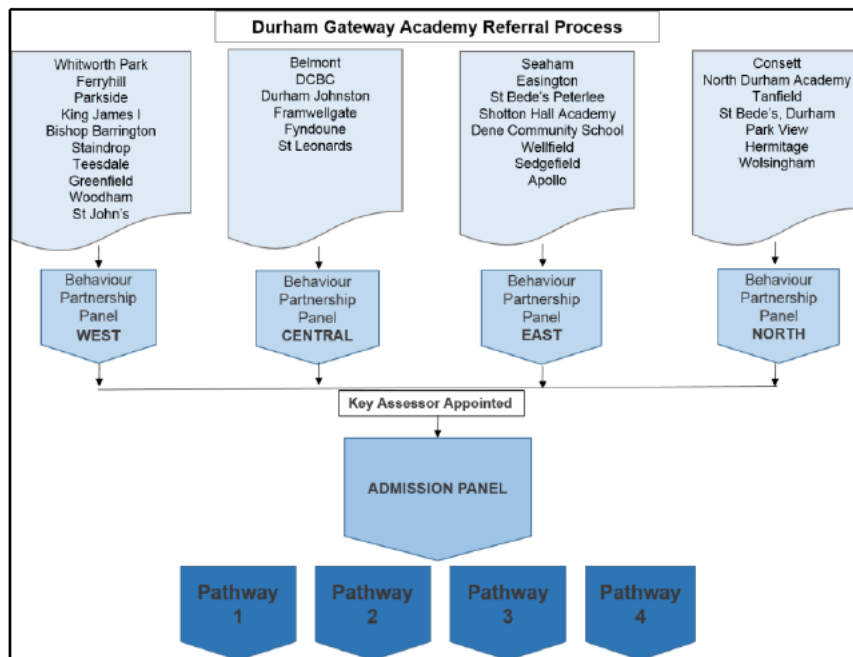 Durham Gateway Academy Referral Process
Whitworth Park
Ferryhill
Parkside
King James I
Bishop Barrington
Staindrop
Teesdale
Greenfield
Woodham
St John's
Belmont
DCBC
Durham Johnston
Framwellgate
Fyndoune
St Leonards
Seaham
Easington
St Bede's Peterlee
Shotton Hall Academy
Dene Community School
Wellfield
Sedgefield
Apollo
Consett
North Durham Academy
Tanfield
St Bede's, Durham
Park View
Hermitage
Wolsingham
Behaviour
Partnership
Panel
WEST
Behaviour
Partnership
Panel
CENTRAL
Behaviour
Partnership
Panel
EAST
Behaviour
Partnership
Panel
NORTH
Key Assessor Appointed
ADMISSION PANEL
Pathway
1
Pathway
2
Pathway
3
Pathway
4